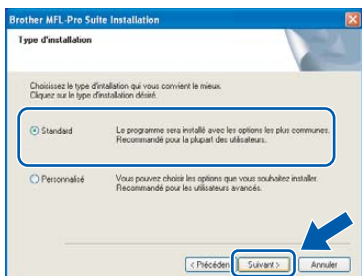 Brother MFL-Pro Suite Installation
Type d'installation
Choisissez le type d'intallation qui vous convient le mieux.
Cliquez sur le type d'installation désiré.
Standard
Le programme sera installé avec les options les plus communes.
Recommandé pour la plupart des utilisateurs.
Personnalisé
Vous pouvez choisir les options que vous souhaitez installer.
Recommandé pour les utilisateurs avancés.
< Précéden
Suivant >
Annuler